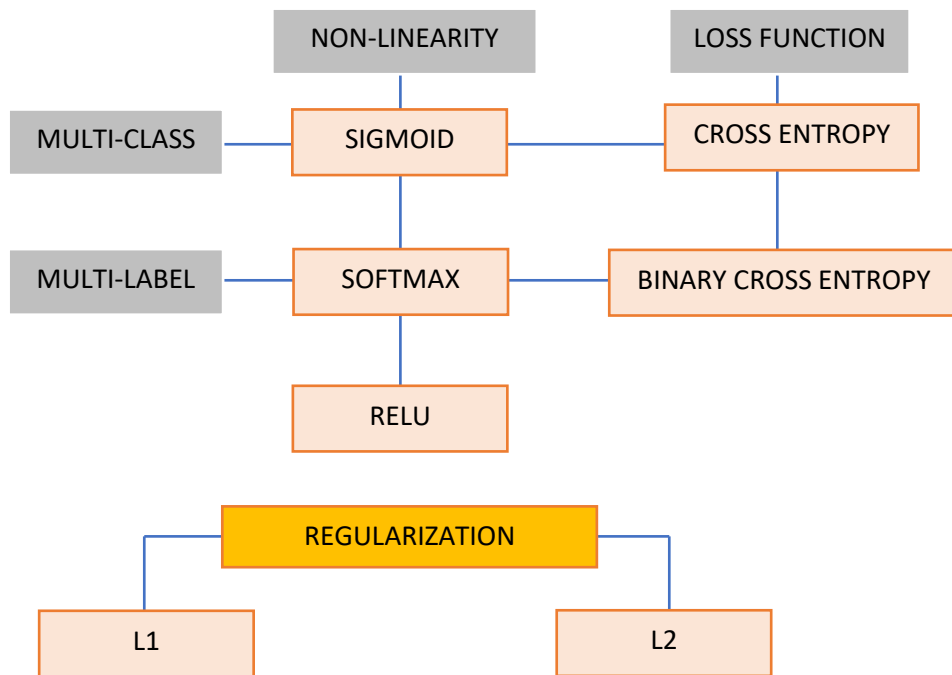 NON-LINEARITY
LOSS FUNCTION
MULTI-CLASS
SIGMOID
CROSS ENTROPY
MULTI-LABEL
SOFTMAX
BINARY CROSS ENTROPY
RELU
REGULARIZATION
L1
L2